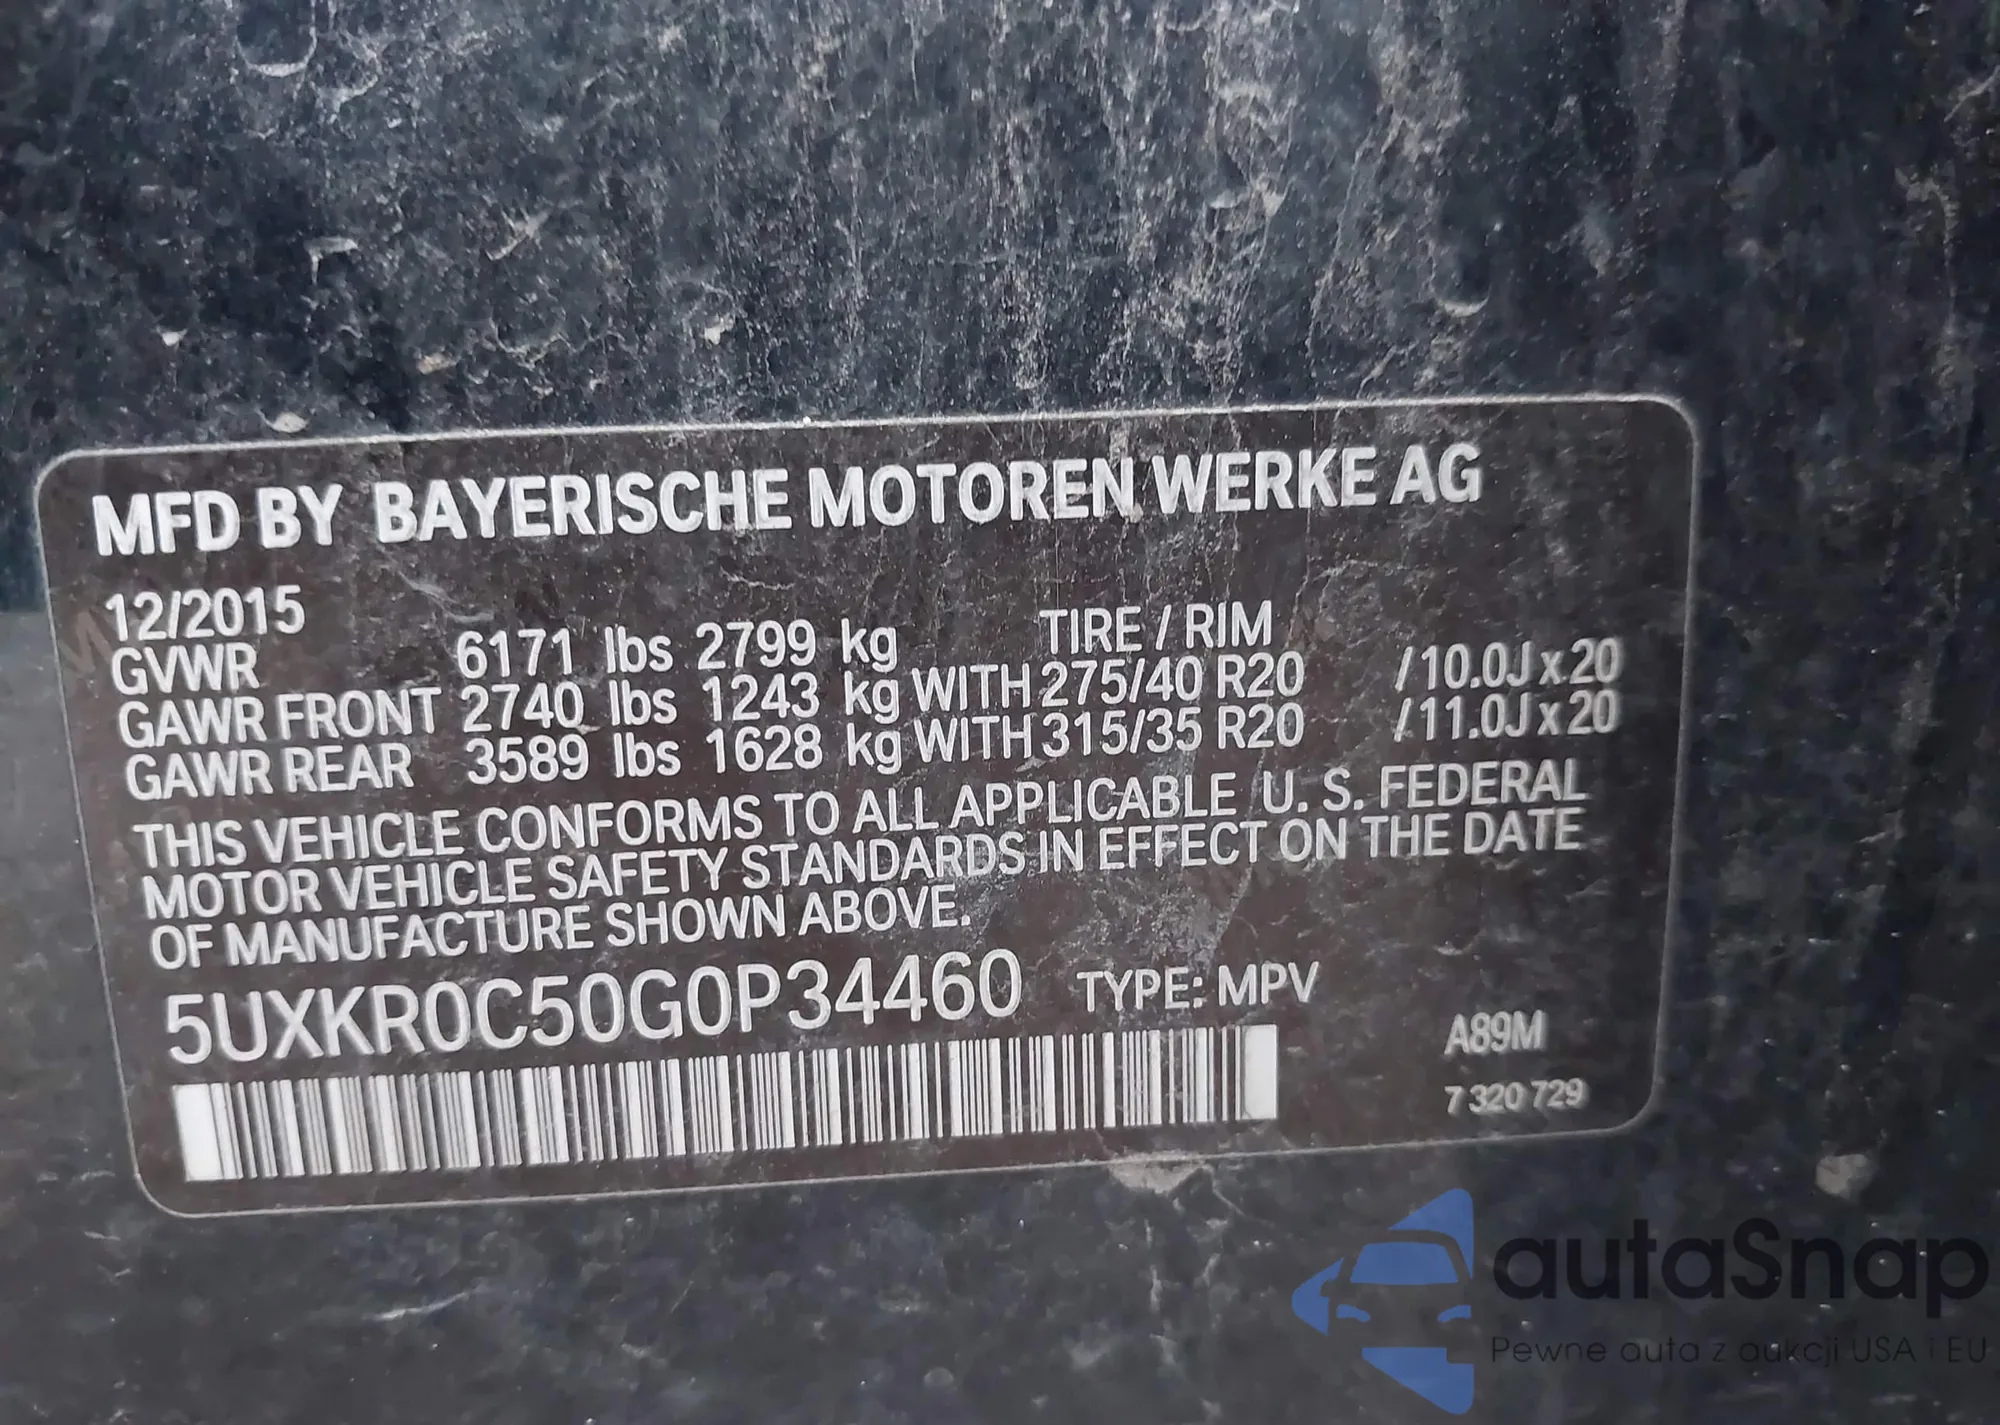 MFD BY BAYERISCHE MOTOREN WERKE AG
12/2015 TIRE / RIM
GVWR 6171 lbs 2799 kg
GAWR FRONT 2740 lbs 1243 kg WITH 275/40 R20 /10.0J x 20
GAWR REAR 3589 lbs 1628 kg WITH 315/35 R20 /11.0J x 20
THIS VEHICLE CONFORMS TO ALL APPLICABLE U. S. FEDERAL
MOTOR VEHICLE SAFETY STANDARDS IN EFFECT ON THE DATE
OF MANUFACTURE SHOWN ABOVE.
5UXKR0C50G0P34460 TYPE: MPV
A89M
7 320 729
autaSnap
Pewne auta z aukcji USA i EU